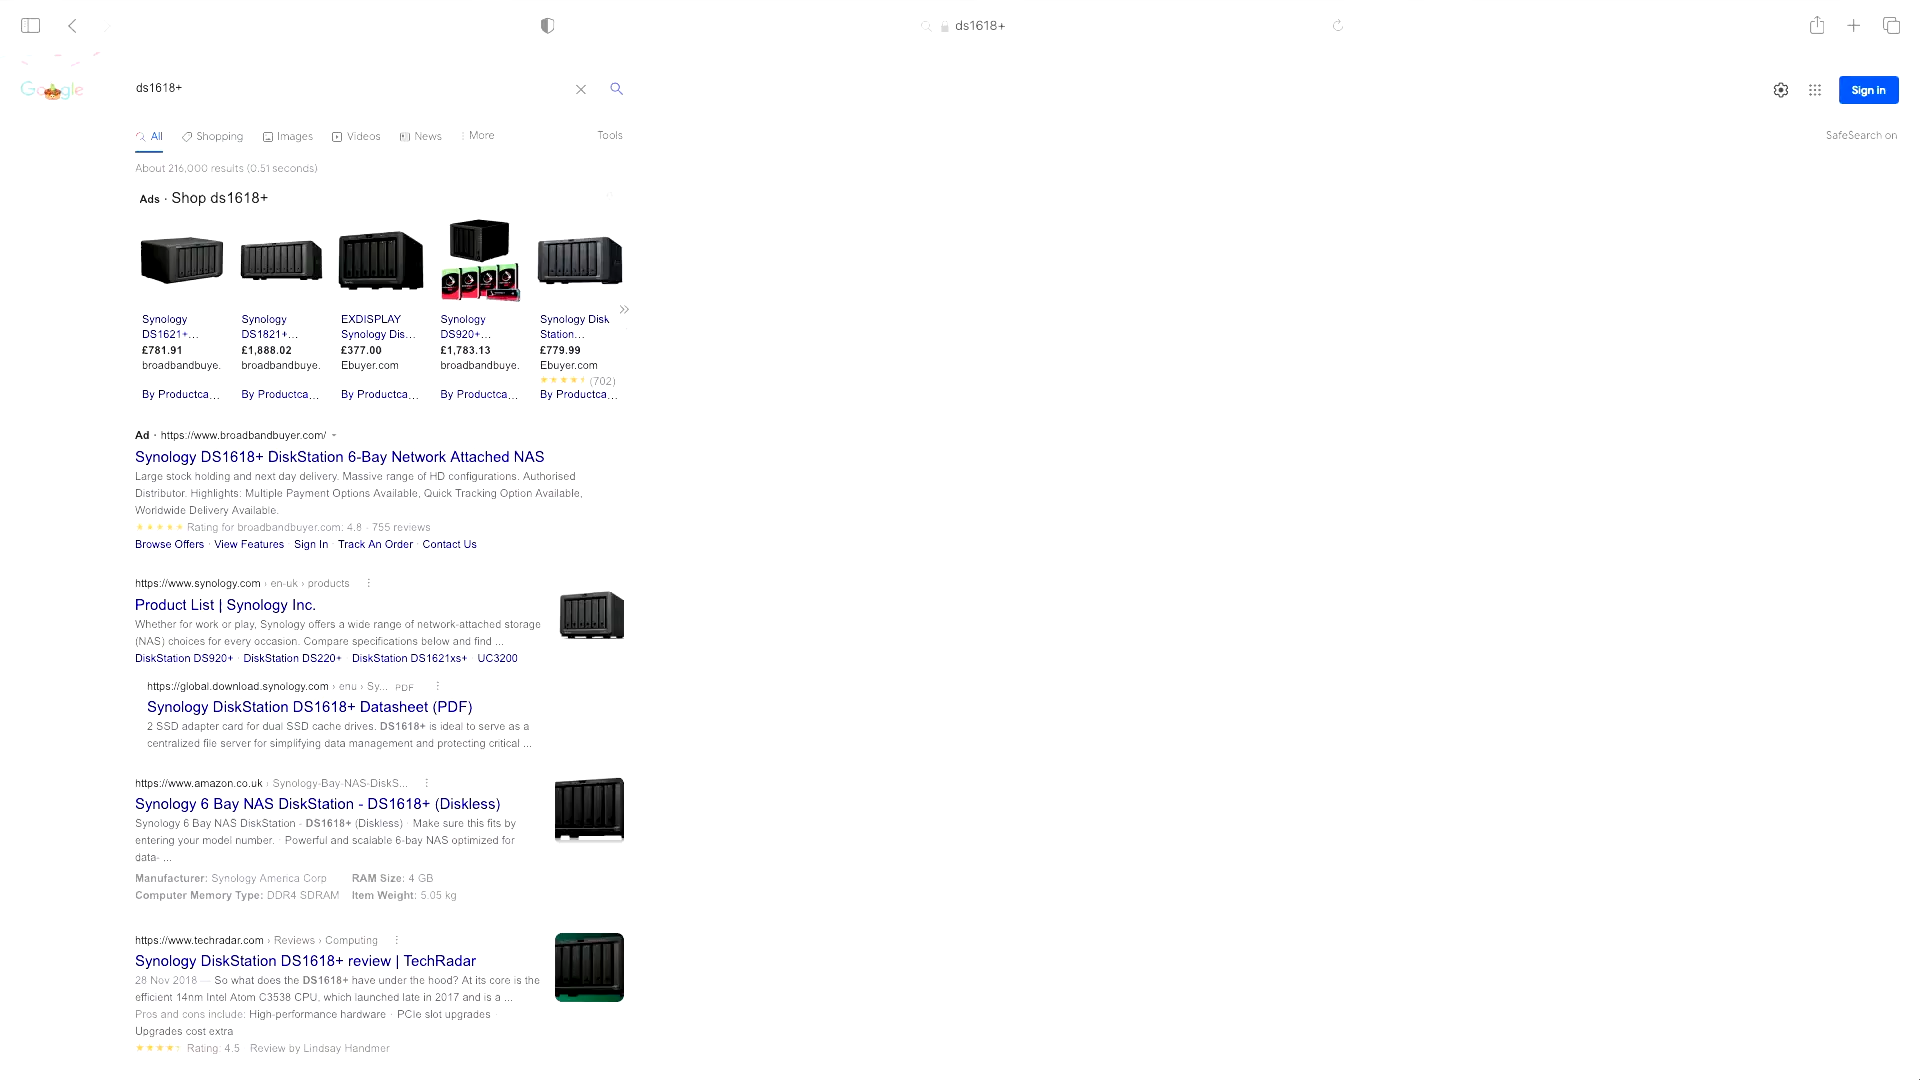 ds1618+
Google
ds1618+
Sign in
All Shopping Images Videos News More Tools
SafeSearch on
About 216,000 results (0.51 seconds)
Ads · Shop ds1618+
Synology DS1621+...
£781.91
broadbandbuye.
By Productca...
Synology DS1821+...
£1,888.02
broadbandbuye.
By Productca...
EXDISPLAY Synology Dis...
£377.00
Ebuyer.com
By Productca...
Synology DS920+...
£1,783.13
broadbandbuye.
By Productca...
Synology Disk Station...
£779.99
Ebuyer.com
(702)
By Productca...
Ad · https://www.broadbandbuyer.com/
Synology DS1618+ DiskStation 6-Bay Network Attached NAS
Large stock holding and next day delivery. Massive range of HD configurations. Authorised
Distributor. Highlights: Multiple Payment Options Available, Quick Tracking Option Available,
Worldwide Delivery Available.
Rating for broadbandbuyer.com: 4.8 · 755 reviews
Browse Offers · View Features · Sign In · Track An Order · Contact Us
https://www.synology.com › en-uk › products
Product List | Synology Inc.
Whether for work or play, Synology offers a wide range of network-attached storage
(NAS) choices for every occasion. Compare specifications below and find ...
DiskStation DS920+ · DiskStation DS220+ · DiskStation DS1621xs+ · UC3200
https://global.download.synology.com › enu › Sy... PDF
Synology DiskStation DS1618+ Datasheet (PDF)
2 SSD adapter card for dual SSD cache drives. DS1618+ is ideal to serve as a
centralized file server for simplifying data management and protecting critical ...
https://www.amazon.co.uk › Synology-Bay-NAS-DiskS...
Synology 6 Bay NAS DiskStation - DS1618+ (Diskless)
Synology 6 Bay NAS DiskStation - DS1618+ (Diskless) · Make sure this fits by
entering your model number. · Powerful and scalable 6-bay NAS optimized for
data- ...
Manufacturer: Synology America Corp RAM Size: 4 GB
Computer Memory Type: DDR4 SDRAM Item Weight: 5.05 kg
https://www.techradar.com › Reviews › Computing
Synology DiskStation DS1618+ review | TechRadar
28 Nov 2018 — So what does the DS1618+ have under the hood? At its core is the
efficient 14nm Intel Atom C3538 CPU, which launched late in 2017 and is a ...
Pros and cons include: High-performance hardware · PCIe slot upgrades ·
Upgrades cost extra
Rating: 4.5 · Review by Lindsay Handmer